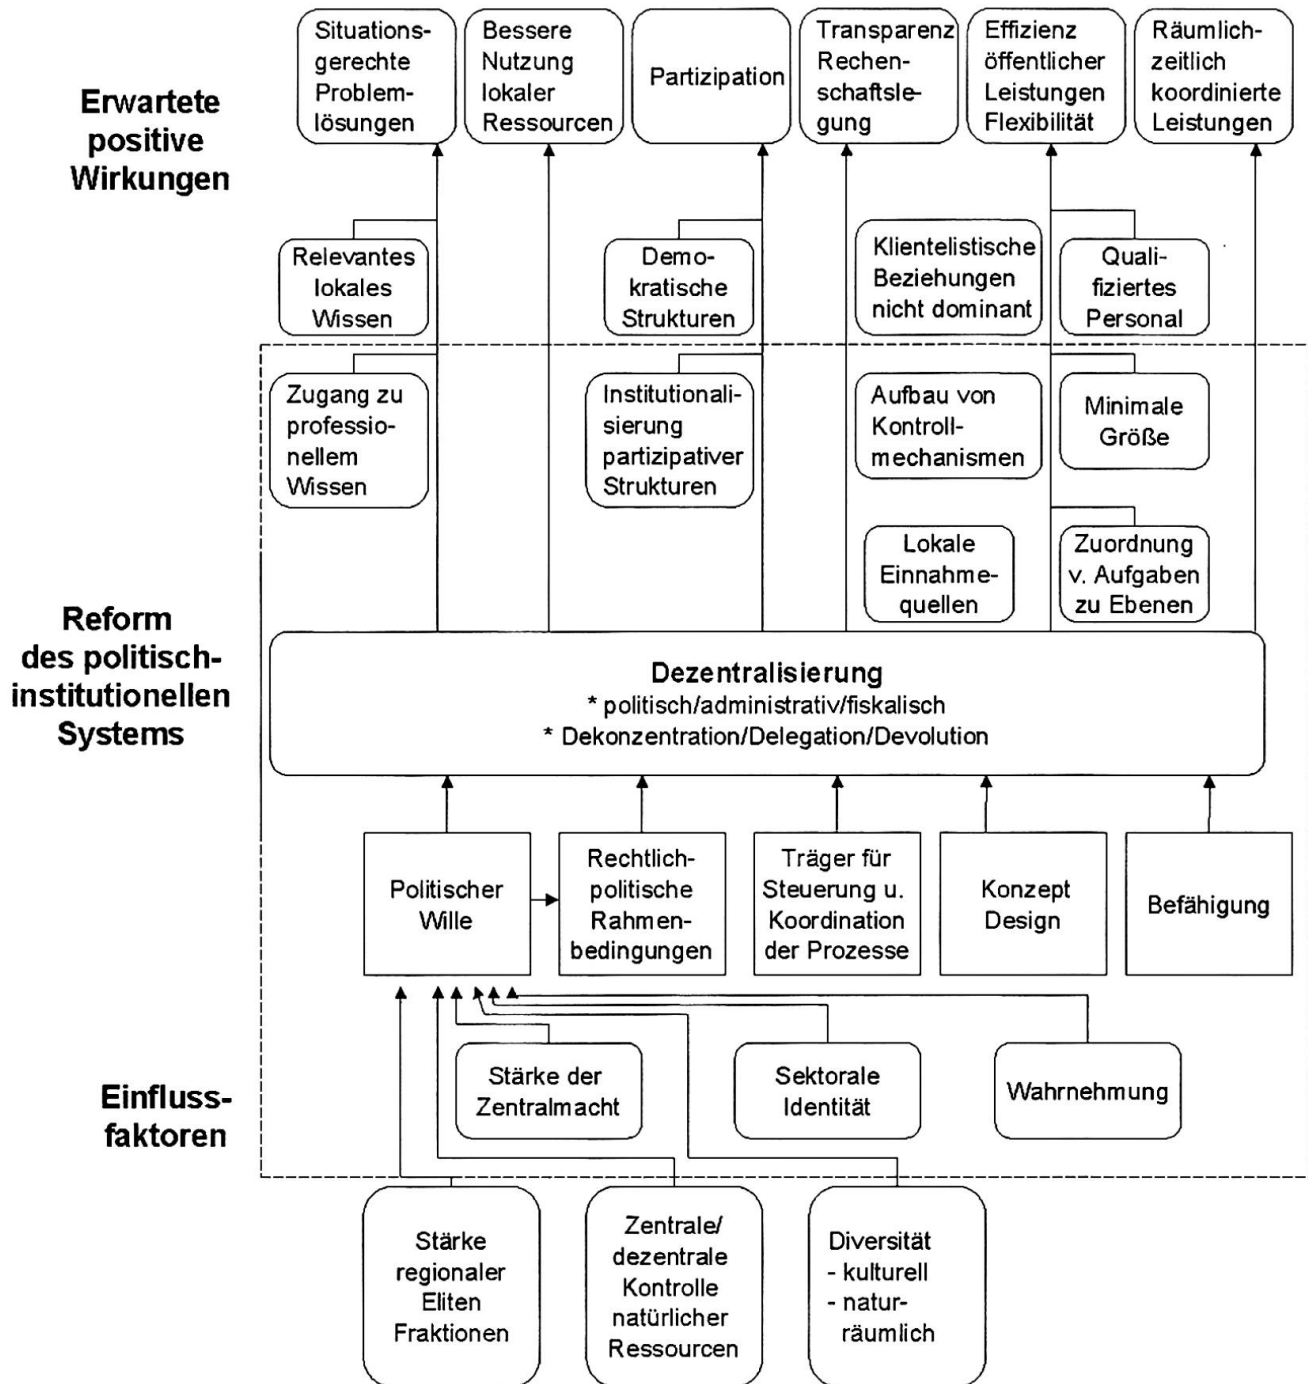 Erwartete
positive
Wirkungen
Situations-
gerechte
Problem-
lösungen
Bessere
Nutzung
lokaler
Ressourcen
Partizipation
Transparenz
Rechen-
schaftsle-
gung
Effizienz
öffentlicher
Leistungen
Flexibilität
Räumlich-
zeitlich
koordinierte
Leistungen
Relevantes
lokales
Wissen
Demo-
kratische
Strukturen
Klientelistische
Beziehungen
nicht dominant
Quali-
fiziertes
Personal
Zugang zu
professio-
nellem
Wissen
Institutionali-
sierung
partizipativer
Strukturen
Aufbau von
Kontroll-
mechanismen
Minimale
Größe
Lokale
Einnahme-
quellen
Zuordnung
v. Aufgaben
zu Ebenen
Reform
des politisch-
institutionellen
Systems
Dezentralisierung
* politisch/administrativ/fiskalisch
* Dekonzentration/Delegation/Devolution
Politischer
Wille
Rechtlich-
politische
Rahmen-
bedingungen
Träger für
Steuerung u.
Koordination
der Prozesse
Konzept
Design
Befähigung
Einfluss-
faktoren
Stärke der
Zentralmacht
Sektorale
Identität
Wahrnehmung
Stärke
regionaler
Eliten
Fraktionen
Zentrale/
dezentrale
Kontrolle
natürlicher
Ressourcen
Diversität
- kulturell
- natur-
räumlich